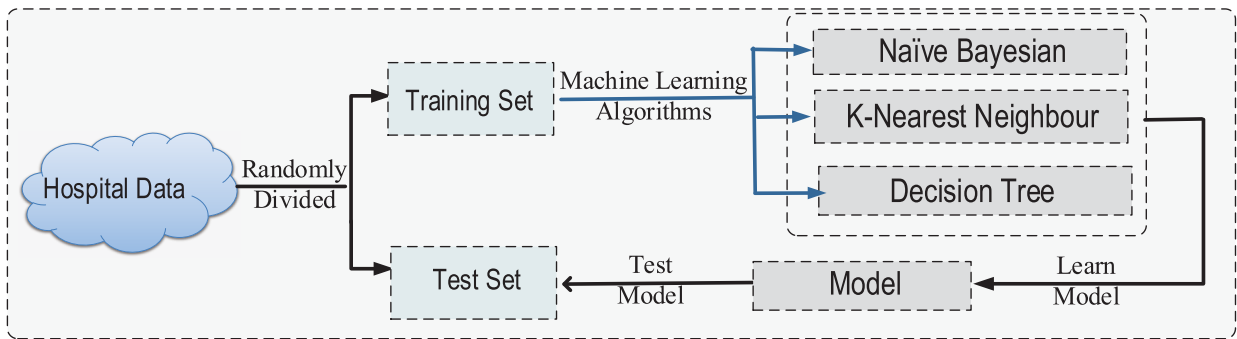 Hospital Data
Randomly
Divided
Training Set
Machine Learning
Algorithms
Naïve Bayesian
K-Nearest Neighbour
Decision Tree
Learn
Model
Model
Test
Model
Test Set